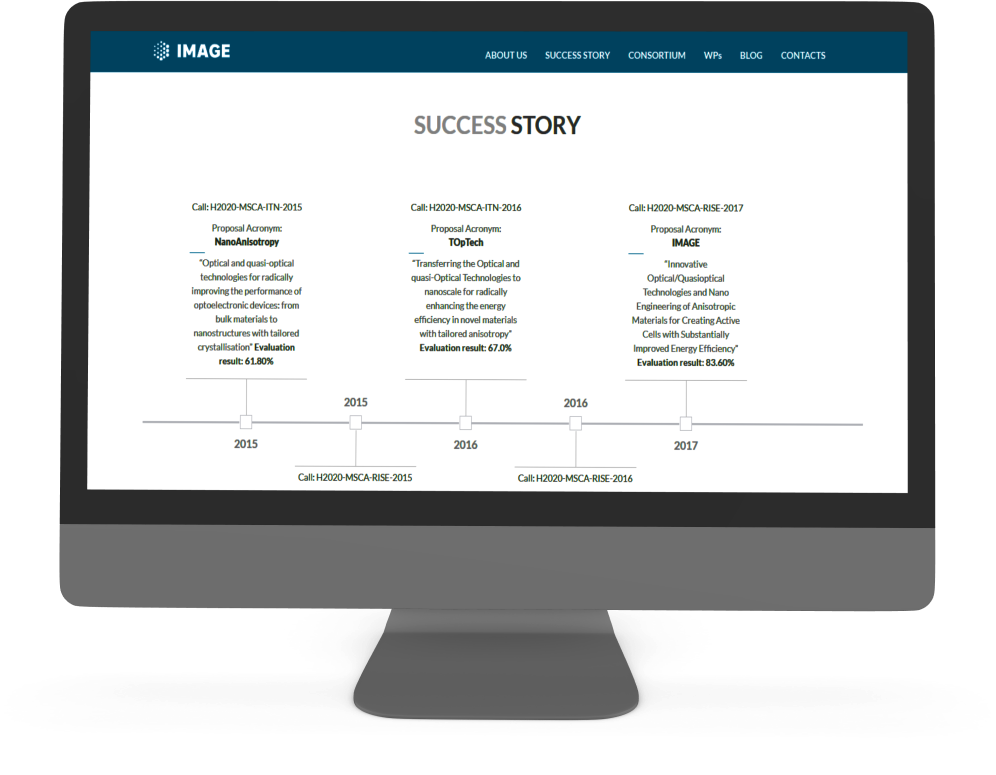 IMAGE
ABOUT US SUCCESS STORY CONSORTIUM WPs BLOG CONTACTS
SUCCESS STORY
Call: H2020-MSCA-ITN-2015
Proposal Acronym:
NanoAnisotropy
"Optical and quasi-optical
technologies for radically
improving the performance of
optoelectronic devices: from
bulk materials to
nanostructures with tailored
crystallisation" Evaluation
result: 61.80%
Call: H2020-MSCA-ITN-2016
Proposal Acronym:
TOpTech
"Transferring the Optical and
quasi-Optical Technologies to
nanoscale for radically
enhancing the energy
efficiency in novel materials
with tailored anisotropy"
Evaluation result: 67.0%
Call: H2020-MSCA-RISE-2017
Proposal Acronym:
IMAGE
"Innovative
Optical/Quasioptical
Technologies and Nano
Engineering of Anisotropic
Materials for Creating Active
Cells with Substantially
Improved Energy Efficiency"
Evaluation result: 83.60%
2015
2016
2015
2016
2017
Call: H2020-MSCA-RISE-2015
Call: H2020-MSCA-RISE-2016